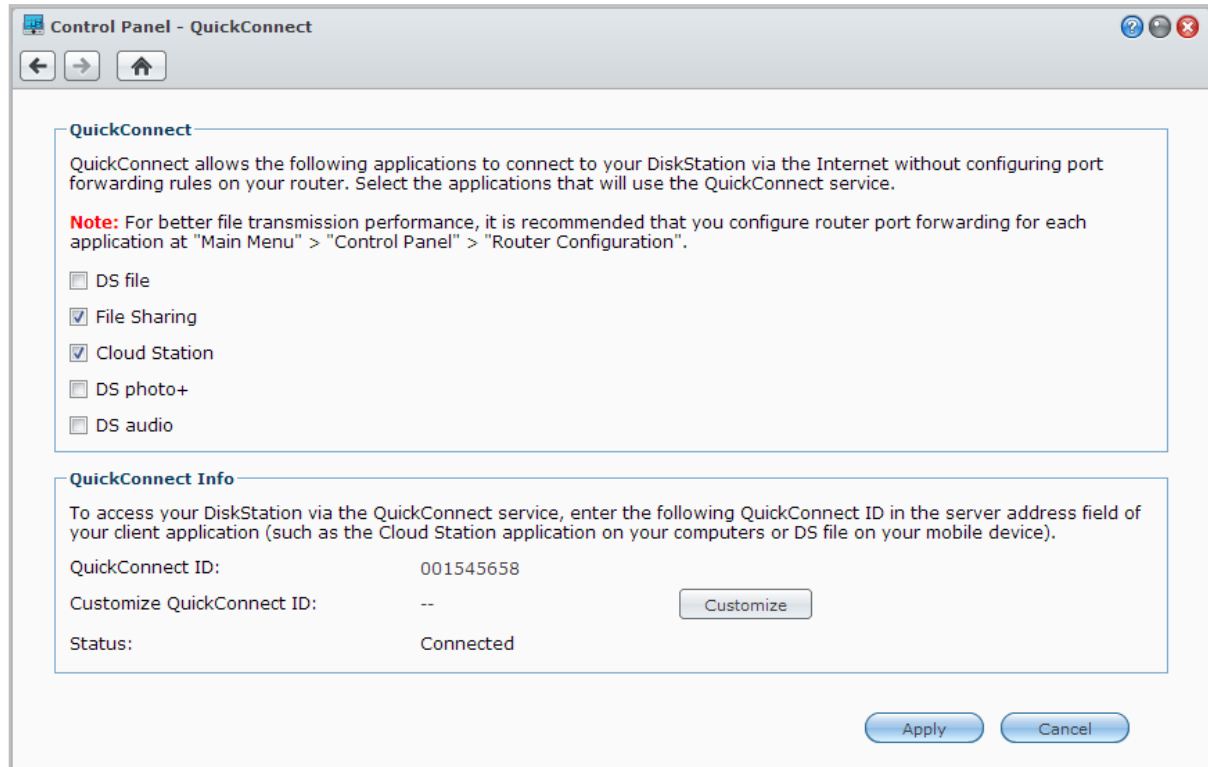 Control Panel - QuickConnect
QuickConnect
QuickConnect allows the following applications to connect to your DiskStation via the Internet without configuring port
forwarding rules on your router. Select the applications that will use the QuickConnect service.
Note: For better file transmission performance, it is recommended that you configure router port forwarding for each
application at "Main Menu" > "Control Panel" > "Router Configuration".
DS file
File Sharing
Cloud Station
DS photo+
DS audio
QuickConnect Info
To access your DiskStation via the QuickConnect service, enter the following QuickConnect ID in the server address field of
your client application (such as the Cloud Station application on your computers or DS file on your mobile device).
QuickConnect ID: 001545658
Customize QuickConnect ID: -- Customize
Status: Connected
Apply Cancel